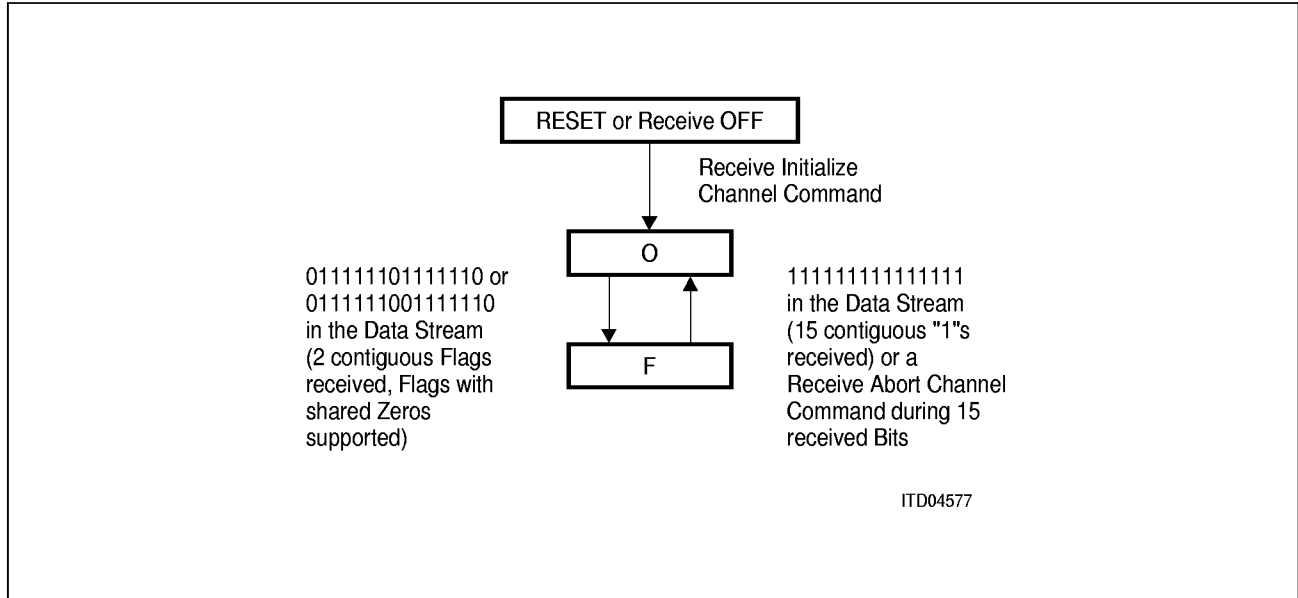 RESET or Receive OFF
Receive Initialize
Channel Command
O
011111101111110 or
0111111001111110
in the Data Stream
(2 contiguous Flags
received, Flags with
shared Zeros
supported)
F
111111111111111
in the Data Stream
(15 contiguous "1"s
received) or a
Receive Abort Channel
Command during 15
received Bits
ITD04577